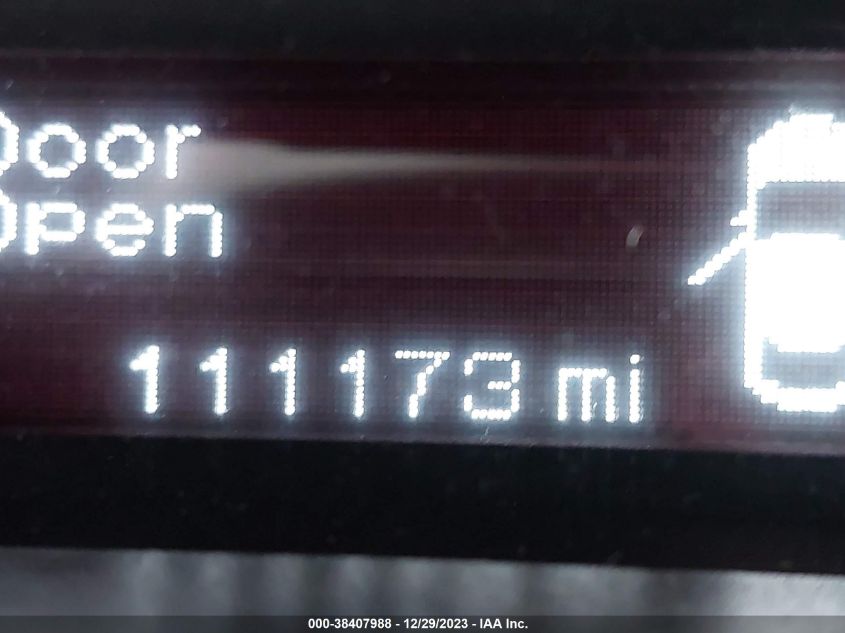 Door
Open
111173 mi
000-38407988 - 12/29/2023 - IAA Inc.